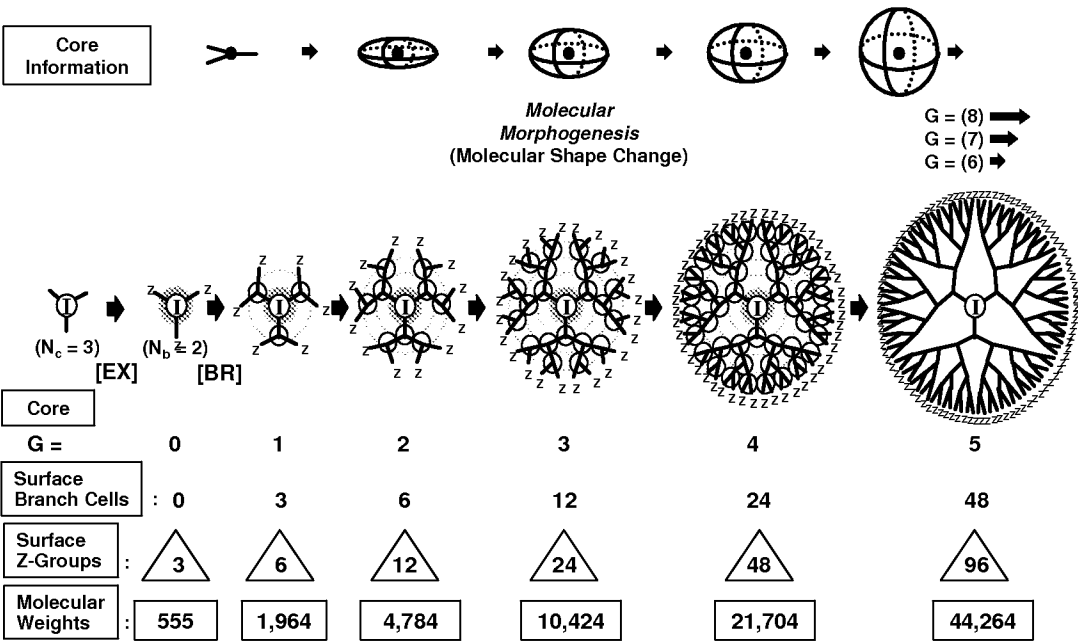 Core
Information
Molecular
Morphogenesis
(Molecular Shape Change)
G = (8)
G = (7)
G = (6)
I
Z Z Z
I
Z Z Z Z Z Z
I
I
I
I
I
(Nc = 3)
[EX]
(Nb = 2)
[BR]
Core
G = 0 1 2 3 4 5
Surface
Branch Cells : 0 3 6 12 24 48
Surface
Z-Groups : 3 6 12 24 48 96
Molecular
Weights : 555 1,964 4,784 10,424 21,704 44,264